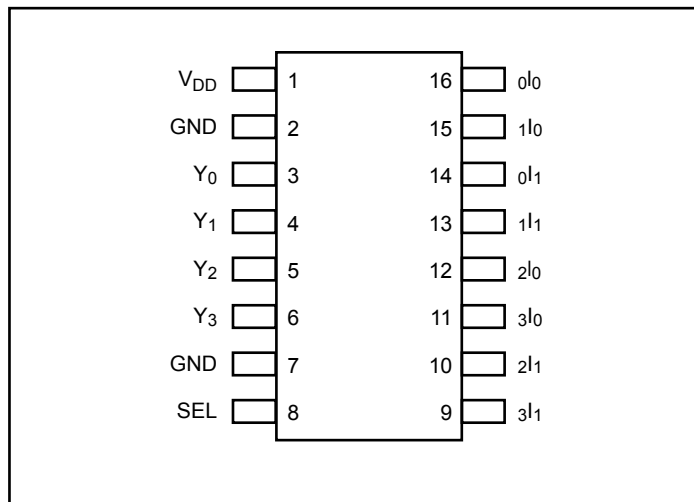 V_DD 1 16 ₀I₀
GND 2 15 ₁I₀
Y₀ 3 14 ₀I₁
Y₁ 4 13 ₁I₁
Y₂ 5 12 ₂I₀
Y₃ 6 11 ₃I₀
GND 7 10 ₂I₁
SEL 8 9 ₃I₁